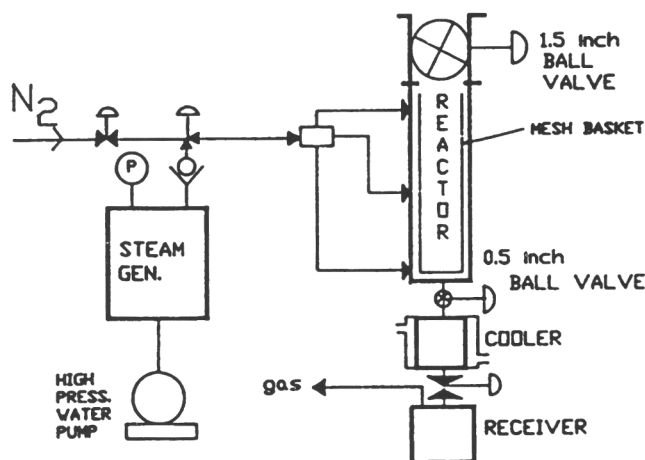 1.5 inch
BALL
VALVE
N2
REACTOR
MESH BASKET
P
STEAM
GEN.
0.5 inch
BALL VALVE
COOLER
HIGH
PRESS.
WATER
PUMP
gas
RECEIVER